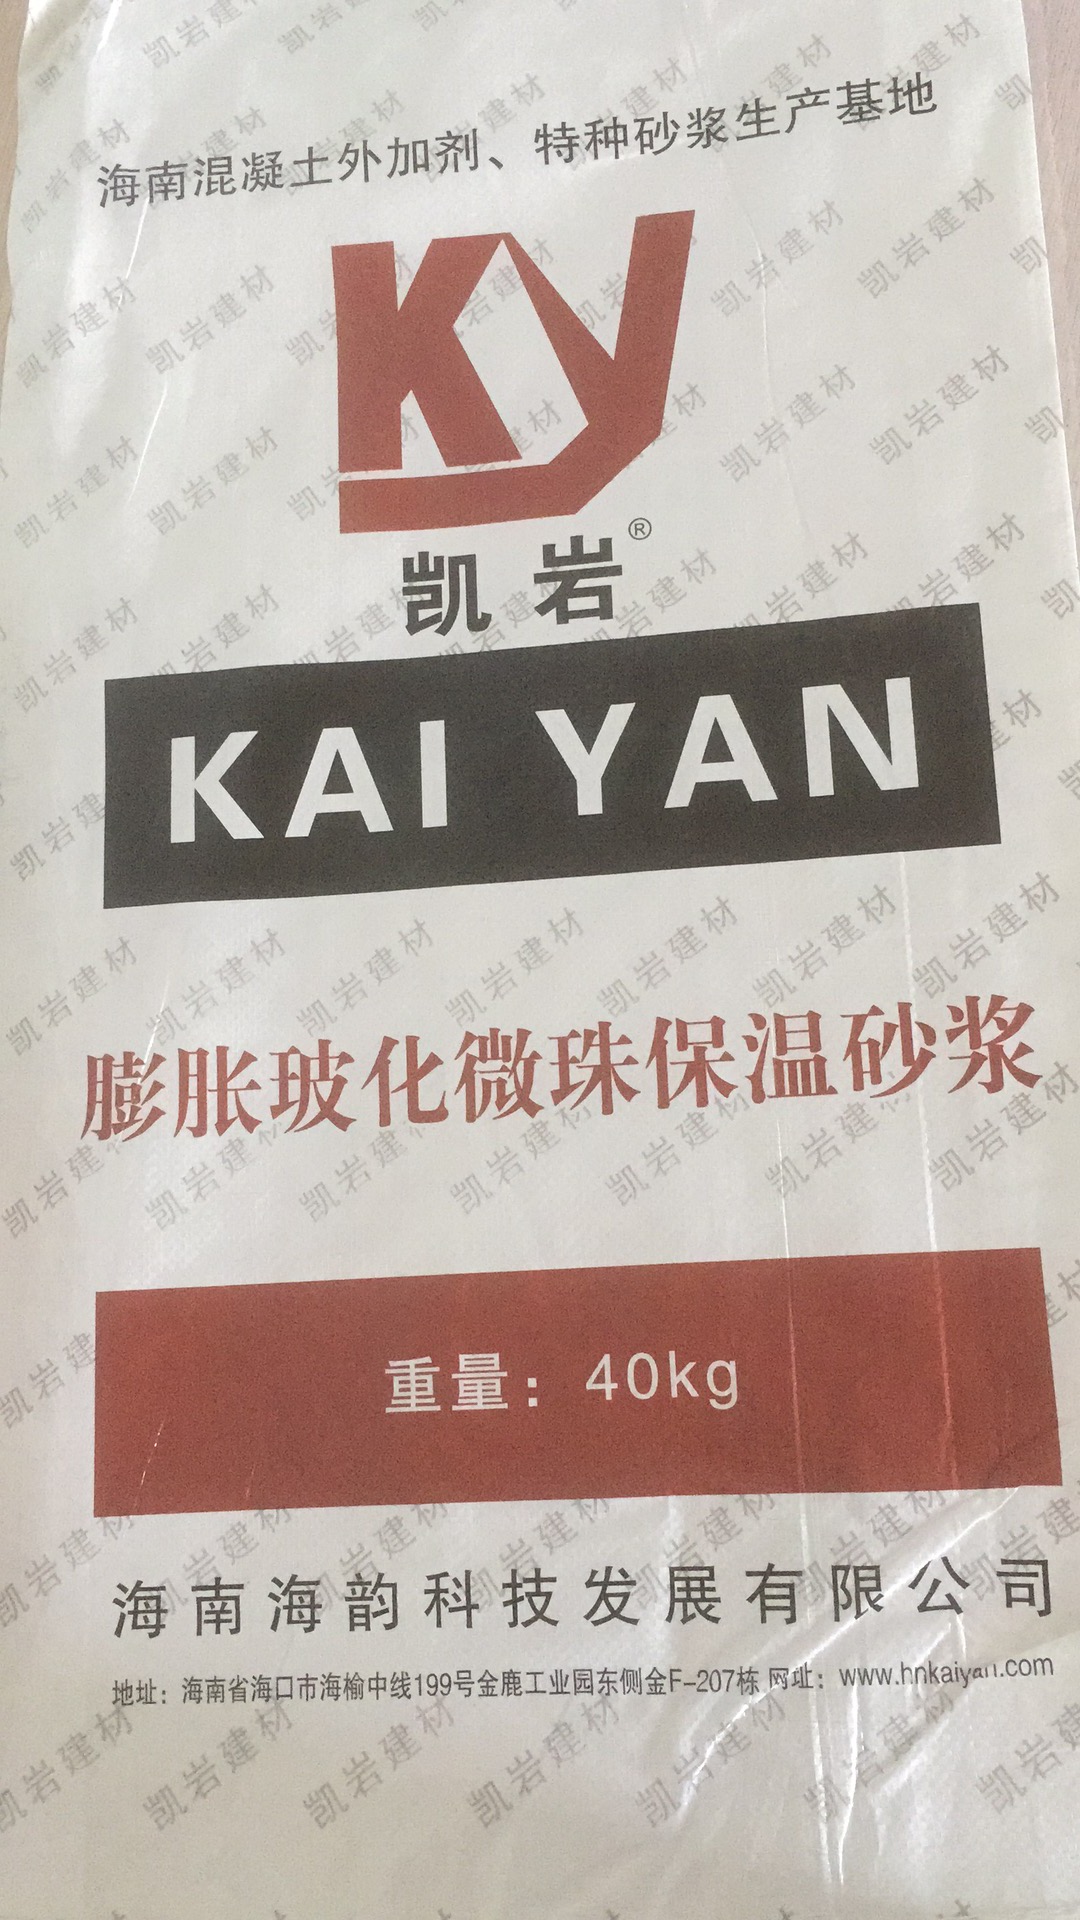 海南混凝土外加剂、特种砂浆生产基地
KY
凯岩®
KAI YAN
膨胀玻化微珠保温砂浆
重量：40kg
海南海韵科技发展有限公司
地址：海南省海口市海榆中线199号金鹿工业园东侧金F-207栋 网址：www.hnkaiyan.com
凯岩建材